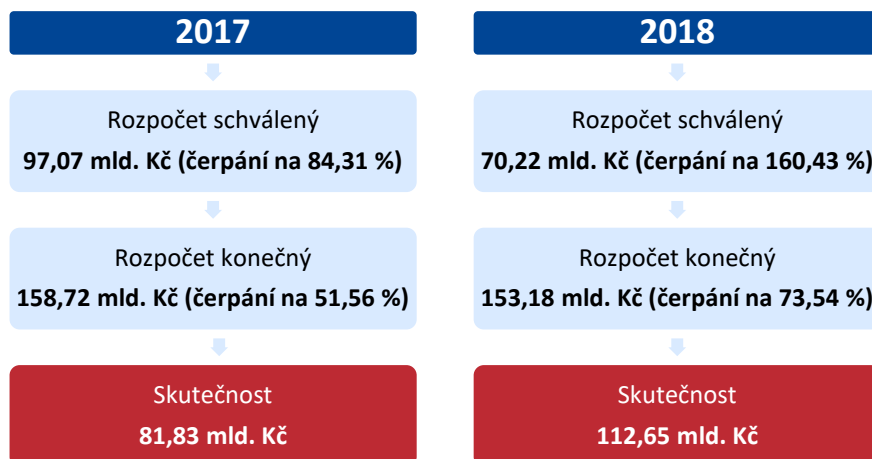 2017
Rozpočet schválený
97,07 mld. Kč (čerpání na 84,31 %)
Rozpočet konečný
158,72 mld. Kč (čerpání na 51,56 %)
Skutečnost
81,83 mld. Kč
2018
Rozpočet schválený
70,22 mld. Kč (čerpání na 160,43 %)
Rozpočet konečný
153,18 mld. Kč (čerpání na 73,54 %)
Skutečnost
112,65 mld. Kč